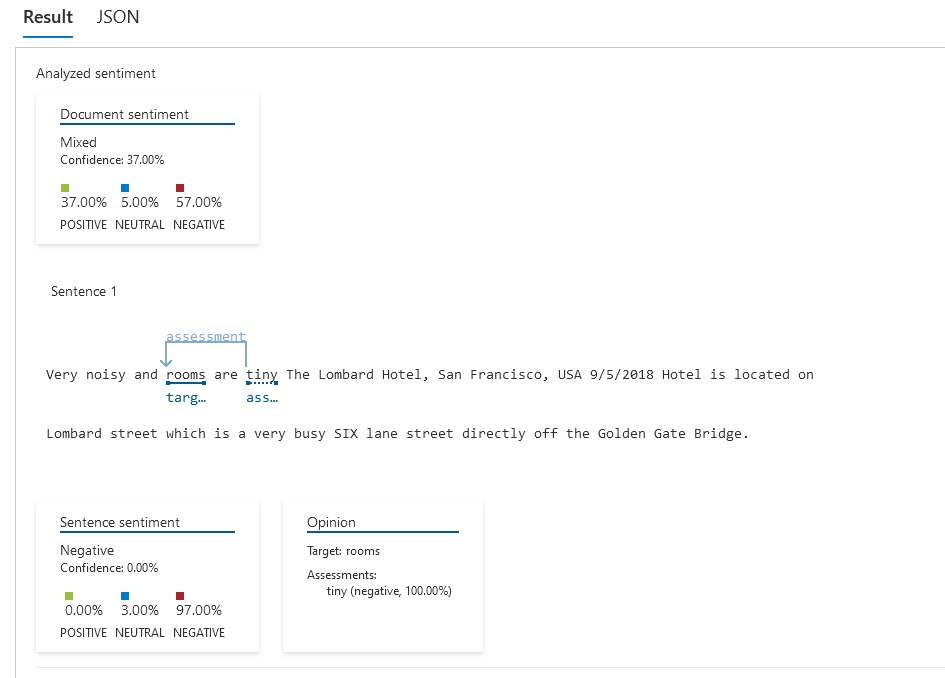 Result JSON
Analyzed sentiment
Document sentiment
Mixed
Confidence: 37.00%
37.00% 5.00% 57.00%
POSITIVE NEUTRAL NEGATIVE
Sentence 1
assessment
Very noisy and rooms are tiny The Lombard Hotel, San Francisco, USA 9/5/2018 Hotel is located on
targ… ass…
Lombard street which is a very busy SIX lane street directly off the Golden Gate Bridge.
Sentence sentiment
Negative
Confidence: 0.00%
0.00% 3.00% 97.00%
POSITIVE NEUTRAL NEGATIVE
Opinion
Target: rooms
Assessments:
tiny (negative, 100.00%)